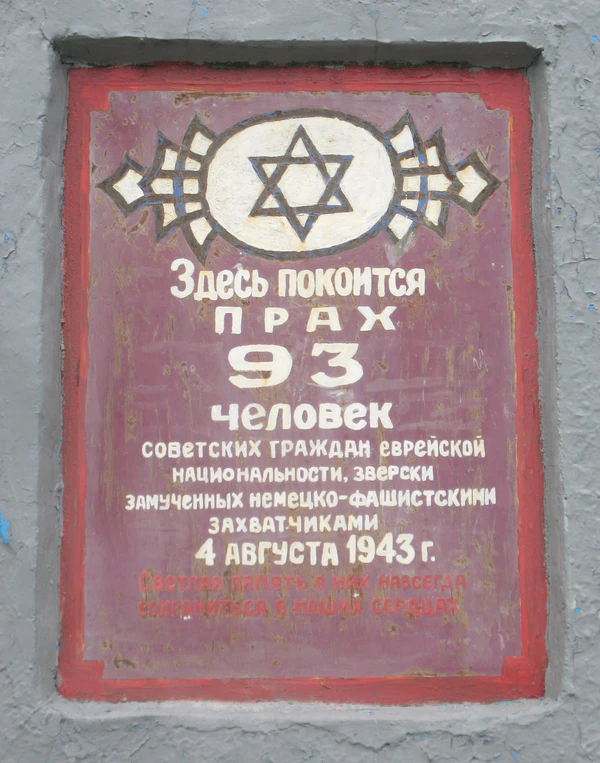 Здесь покоится
ПРАХ
93
человек
советских граждан еврейской
национальности, зверски
замученных немецко-фашистскими
захватчиками
4 августа 1943 г.
Светлая память о них навсегда
сохраниться в наших сердцах